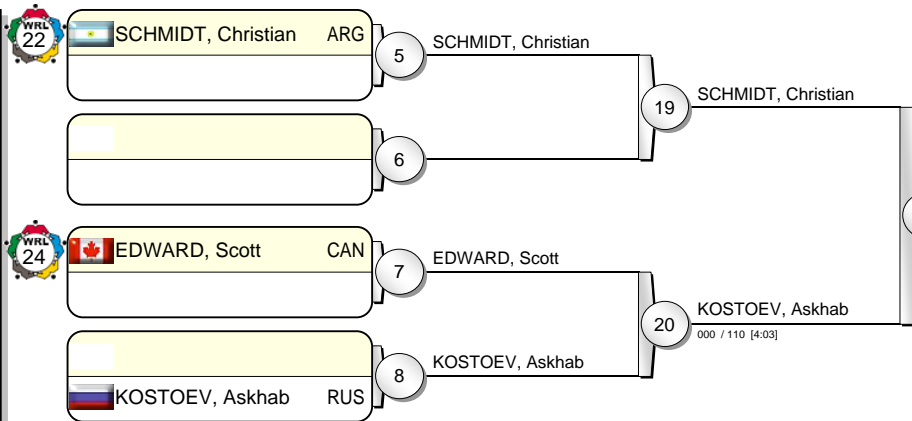 WRL
22
SCHMIDT, Christian ARG
5
SCHMIDT, Christian
6
19
SCHMIDT, Christian
WRL
24
EDWARD, Scott CAN
7
EDWARD, Scott
KOSTOEV, Askhab RUS
8
KOSTOEV, Askhab
20
KOSTOEV, Askhab
000 / 110 [4:03]